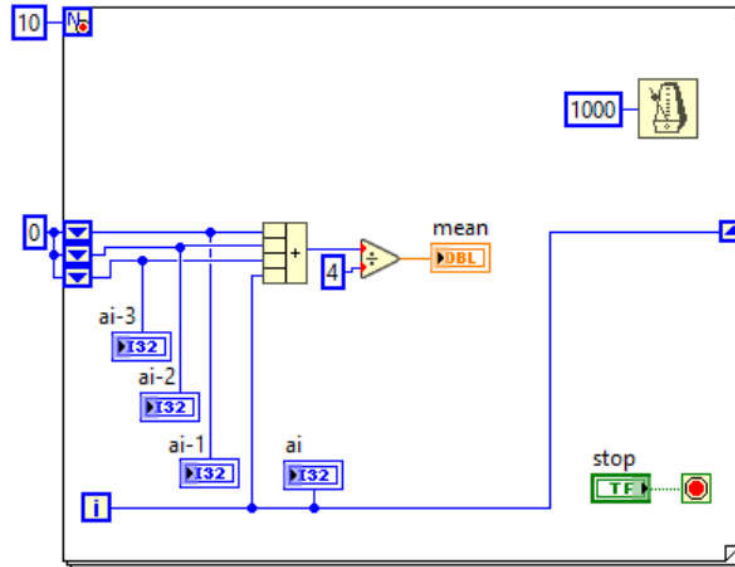 10
N
1000
0
mean
+
÷
DBL
4
ai-3
I32
ai-2
I32
ai-1
I32
ai
I32
stop
TF
i